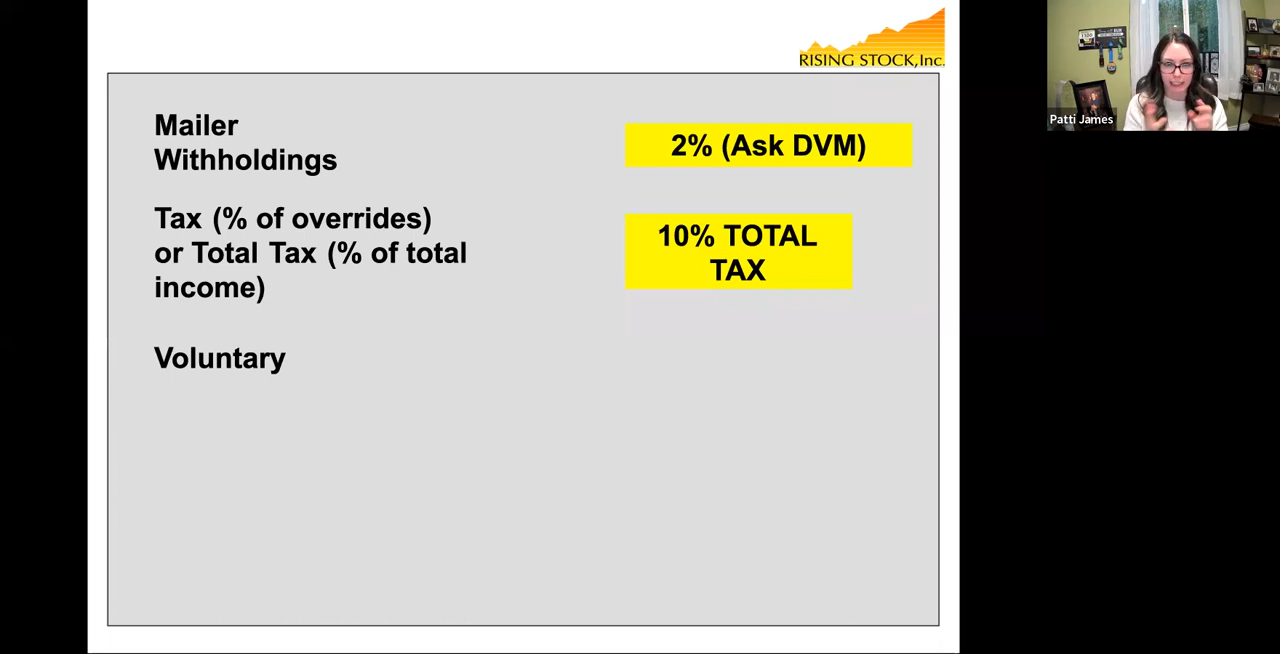 RISING STOCK, Inc.
Mailer
Withholdings
2% (Ask DVM)
Tax (% of overrides)
or Total Tax (% of total
income)
10% TOTAL
TAX
Voluntary
Patti James